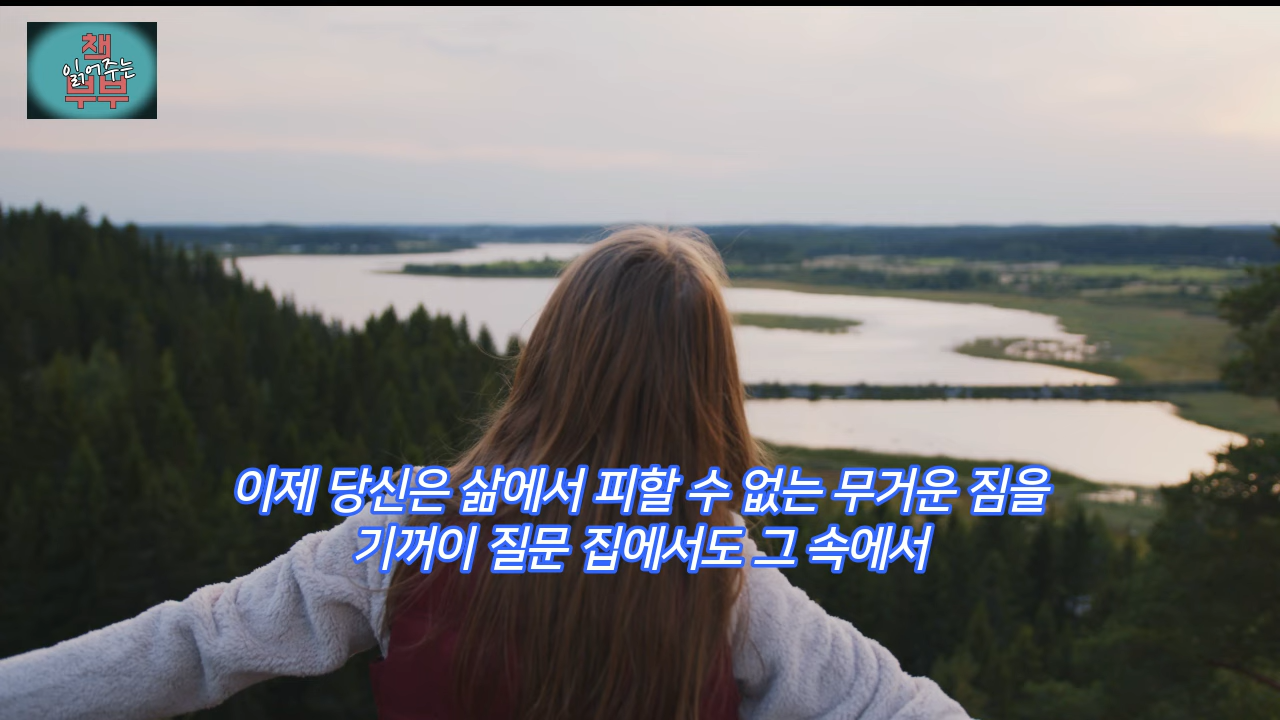 책
읽어주는
부부
이제 당신은 삶에서 피할 수 없는 무거운 짐을
기꺼이 질문 집에서도 그 속에서